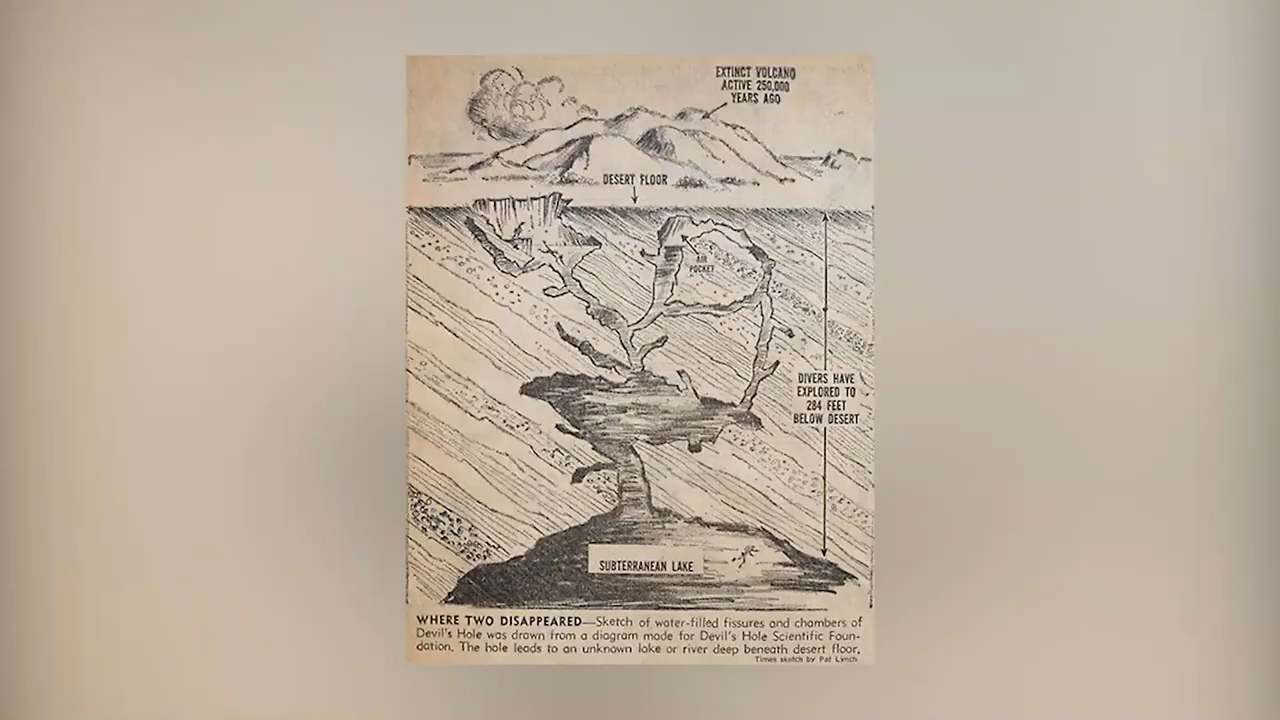 EXTINCT VOLCANO
ACTIVE 250,000
YEARS AGO
DESERT FLOOR
AIR
POCKET
DIVERS HAVE
EXPLORED TO
284 FEET
BELOW DESERT
SUBTERRANEAN LAKE
WHERE TWO DISAPPEARED—Sketch of water-filled fissures and chambers of
Devil's Hole was drawn from a diagram made for Devil's Hole Scientific Foun-
dation. The hole leads to an unknown lake or river deep beneath desert floor.
Times sketch by Pat Lynch